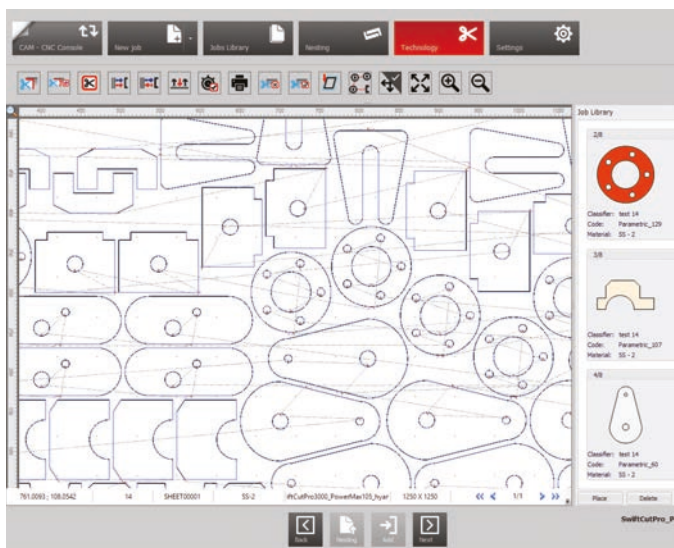 CAM - CNC Console
New job
Jobs Library
Nesting
Technology
Settings
Job Library
2/8
Classifier: test 14
Code: Parametric_129
Material: SS - 2
3/8
Classifier: test 14
Code: Parametric_107
Material: SS - 2
4/8
Classifier: test 14
Code: Parametric_60
Material: SS - 2
761.0093 ; 108.0542 14 SHEET00001 SS-2 iftCutPro3000_PowerMax105_hyar 1250 X 1250 << < 1/1 > >>
Place Delete
Back Nesting Add Next
SwiftCutPro_P